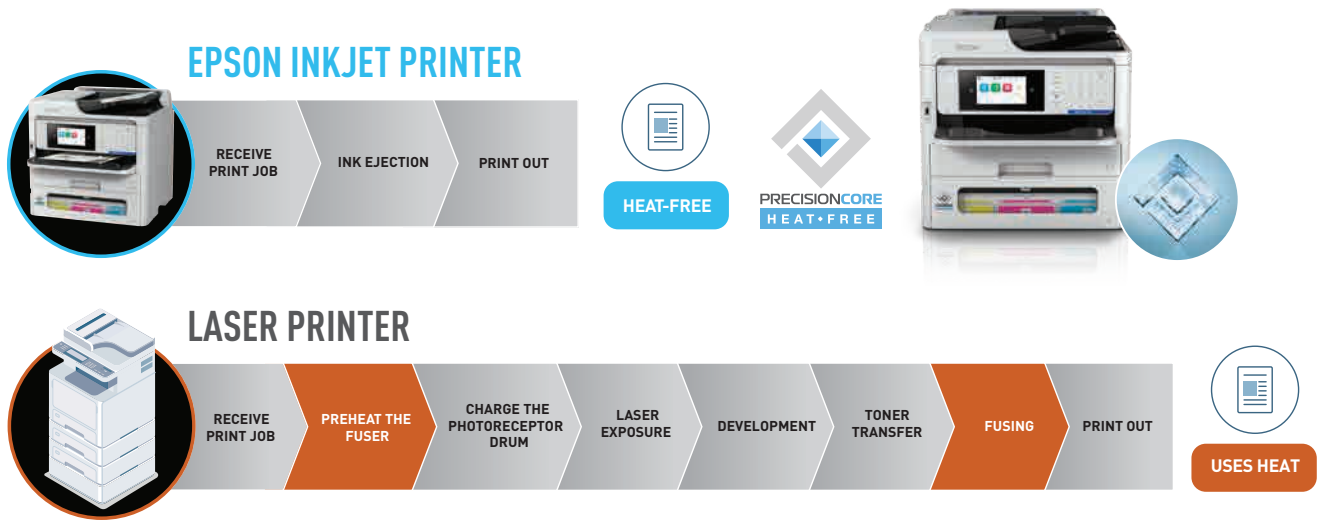 EPSON INKJET PRINTER
RECEIVE
PRINT JOB
INK EJECTION
PRINT OUT
HEAT-FREE
PRECISIONCORE
HEAT FREE
LASER PRINTER
RECEIVE
PRINT JOB
PREHEAT THE
FUSER
CHARGE THE
PHOTORECEPTOR
DRUM
LASER
EXPOSURE
DEVELOPMENT
TONER
TRANSFER
FUSING
PRINT OUT
USES HEAT